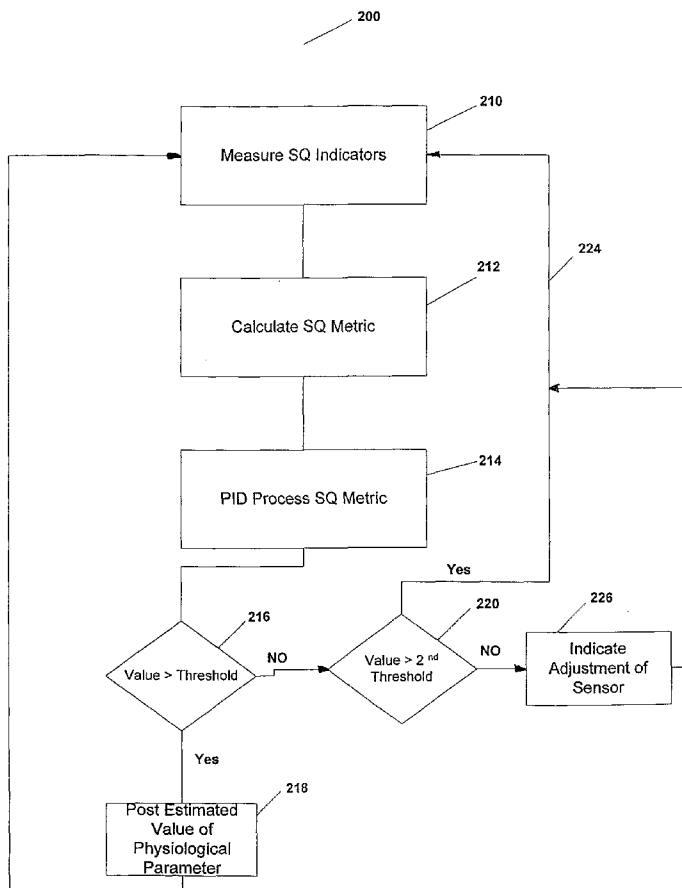 200
210
Measure SQ Indicators
224
212
Calculate SQ Metric
214
PID Process SQ Metric
Yes
216
220
226
Value > Threshold
NO
Value > 2nd
Threshold
NO
Indicate
Adjustment of
Sensor
Yes
218
Post Estimated
Value of
Physiological
Parameter